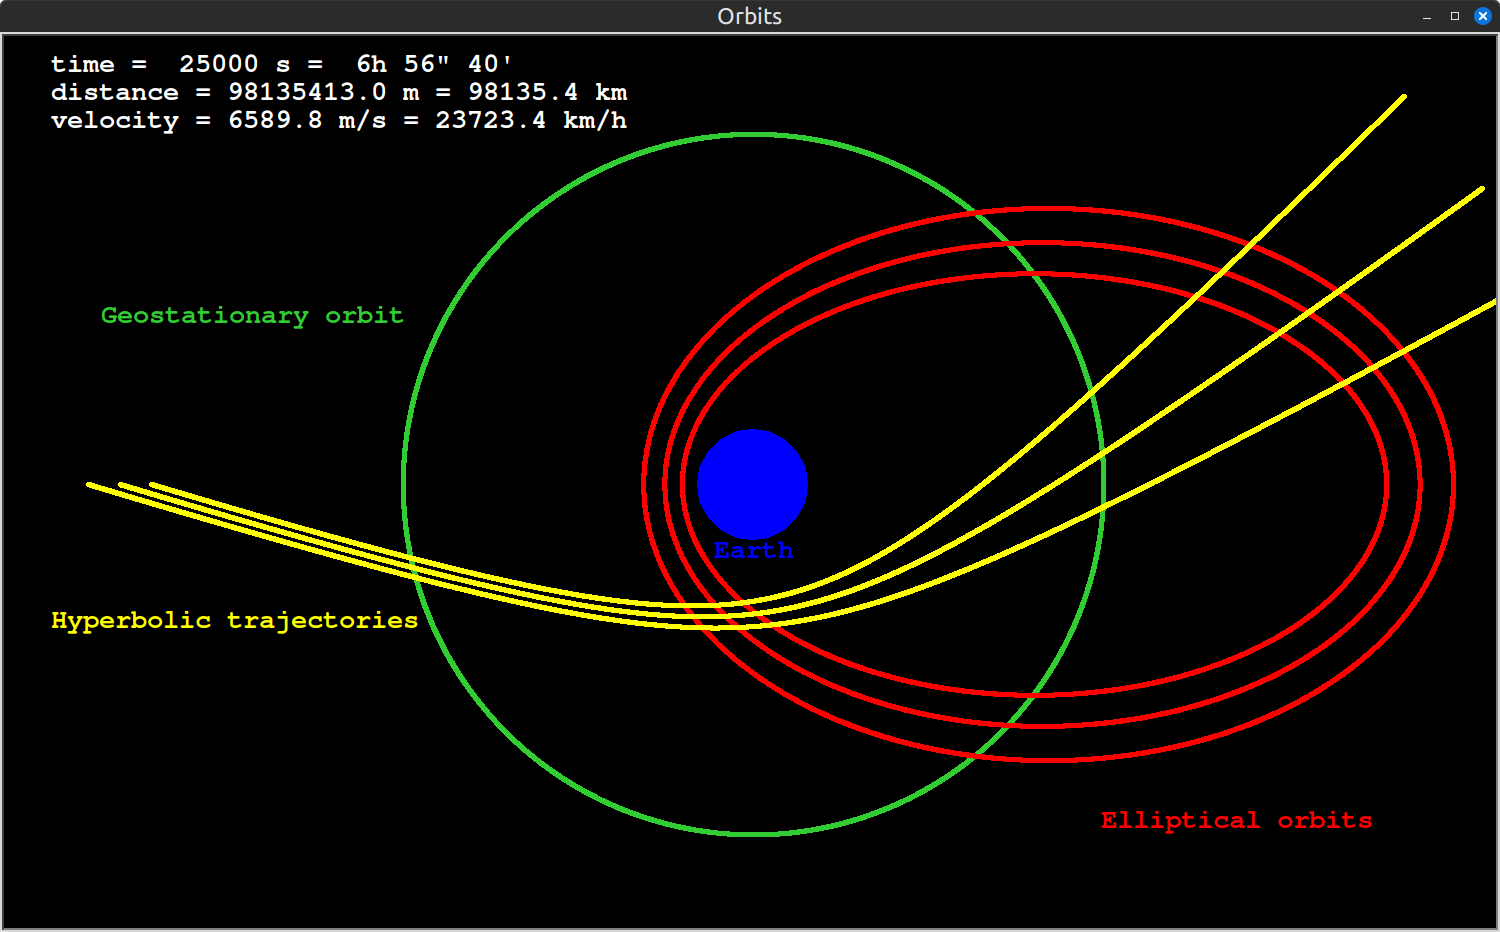 Orbits
time =  25000 s =  6h 56" 40'
distance = 98135413.0 m = 98135.4 km
velocity = 6589.8 m/s = 23723.4 km/h
Geostationary orbit
Earth
Hyperbolic trajectories
Elliptical orbits